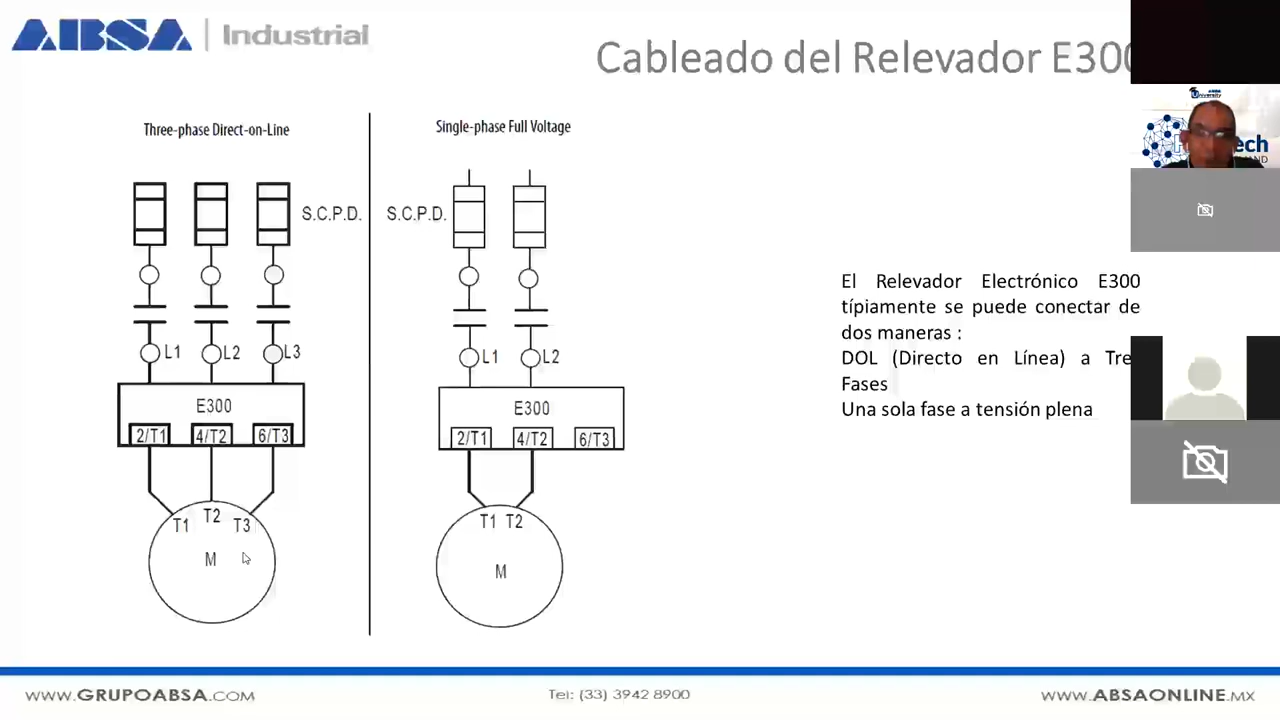 ABSA | Industrial
Cableado del Relevador E300
Three-phase Direct-on-Line
Single-phase Full Voltage
S.C.P.D.
S.C.P.D.
L1
L2
L3
L1
L2
E300
2/T1
4/T2
6/T3
E300
2/T1
4/T2
6/T3
T1
T2
T3
M
T1
T2
M
El Relevador Electrónico E300
típiamente se puede conectar de
dos maneras :
DOL (Directo en Línea) a Tre
Fases
Una sola fase a tensión plena
University
WWW.GRUPOABSA.COM
Tel: (33) 3942 8900
WWW.ABSAONLINE.MX